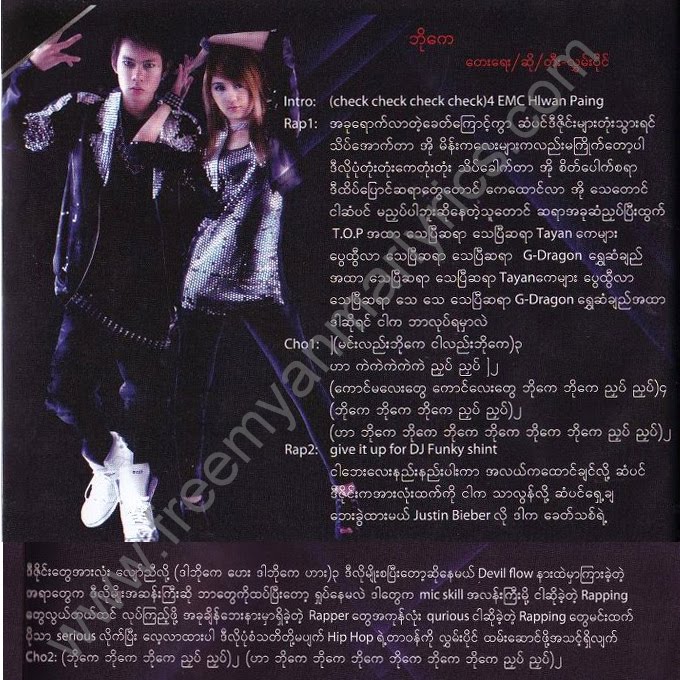 ဘိုကေ
တေးရေး/ဆို/တီး-လွှမ်းပိုင်
Intro: (check check check check)4 EMC Hlwan Paing
Rap1: အခုရောက်လာတဲ့ခေတ်ကြောင့်ကွာ ဆံပင်ဒီဇိုင်းများတုံးသွားရင်
သိပ်အောက်တာ အို မိန်းကလေးများကလည်းမကြိုက်တော့ပါ
ဒီလိုပုံတုံးတုံးကေတုံးတုံး သိပ်အောက်တာ အို စိတ်ပေါက်စရာ
ဒီထိပ်ပြောင်ဆရာတွေတောင် ကေထောင်လာ အို သေတောင်
ငါ့ဆံပင် မညှပ်ပါဘူးဆိုနေတဲ့သူတောင် ဆရာအခုဆံညှပ်ပြီးထွက်
T.O.P အထာ သေပြီဆရာ သေပြီဆရာ Tayan ကေများ
ပွေထွီလာ သေပြီဆရာ သေပြီဆရာ G-Dragon ရွှေဆံချည်
အထာ သေပြီဆရာ သေပြီဆရာ Tayanကေများ ပွေထွီလာ
သေပြီဆရာ သေ သေ သေပြီဆရာ G-Dragon ရွှေဆံချည်အထာ
ဒါဆိုရင် ငါက ဘာလုပ်ရမှာလဲ
Cho1: (မင်းလည်းဘိုကေ ငါလည်းဘိုကေ)၃
ဟာ ကဲကဲကဲကဲကဲ ညှပ် ညှပ် ]၂
(ကောင်မလေးတွေ ကောင်လေးတွေ ဘိုကေ ဘိုကေ ညှပ် ညှပ်)၄
(ဘိုကေ ဘိုကေ ဘိုကေ ညှပ် ညှပ်)၂
(ဟာ ဘိုကေ ဘိုကေ ဘိုကေ ဘိုကေ ဘိုကေ ဘိုကေ ညှပ် ညှပ်)၂
Rap2: give it up for DJ Funky shint
ငါ့ဘေးလေးနည်းနည်းပါးကာ အလယ်ကထောင်ချင်လို့ ဆံပင်
ဒီဇိုင်းကအားလုံးထက်ကို ငါက သာလွန်လို့ ဆံပင်ရှေ့ချ
ဘေးခွဲထားမယ် Justin Bieber လို ဒါက ခေတ်သစ်ရဲ့
ဒီဇိုင်းတွေအားလုံး လျှော်ညီလို့ (ဒါဘိုကေ ဟေး ဒါဘိုကေ ဟား)၃ ဒီလိုမျိုးစပြီးတော့ဆိုနေမယ် Devil flow နားထဲမှာကြားခဲ့တဲ့
အရာတွေက ဒီလိုမျိုးအဆန်းကြီးဆို ဘာတွေကိုထပ်ပြီးတော့ ရှုပ်နေမလဲ ဒါတွေက mic skill အလန်းကြီးမို့ ငါဆိုခဲ့တဲ့ Rapping
တွေလွယ်တယ်ထင် လုပ်ကြည့်ဖို့ အခုချိန်ဘေးနားမှာရှိခဲ့တဲ့ Rapper တွေအကုန်လုံး qurious ငါဆိုခဲ့တဲ့ Rapping တွေမင်းထက်
ပိုသာ serious လိုက်ပြီး လေ့လာထားပါ ဒီလိုပုံစံသတိတို့မပျက် Hip Hop ရဲ့တာဝန်ကို လွှမ်းပိုင် ထမ်းဆောင်ဖို့အသင့်ရှိလျက်
Cho2: (ဘိုကေ ဘိုကေ ဘိုကေ ညှပ် ညှပ်)၂ (ဟာ ဘိုကေ ဘိုကေ ဘိုကေ ဘိုကေ ဘိုကေ ဘိုကေ ညှပ် ညှပ်)၂
www.freemyanmarlyrics.com